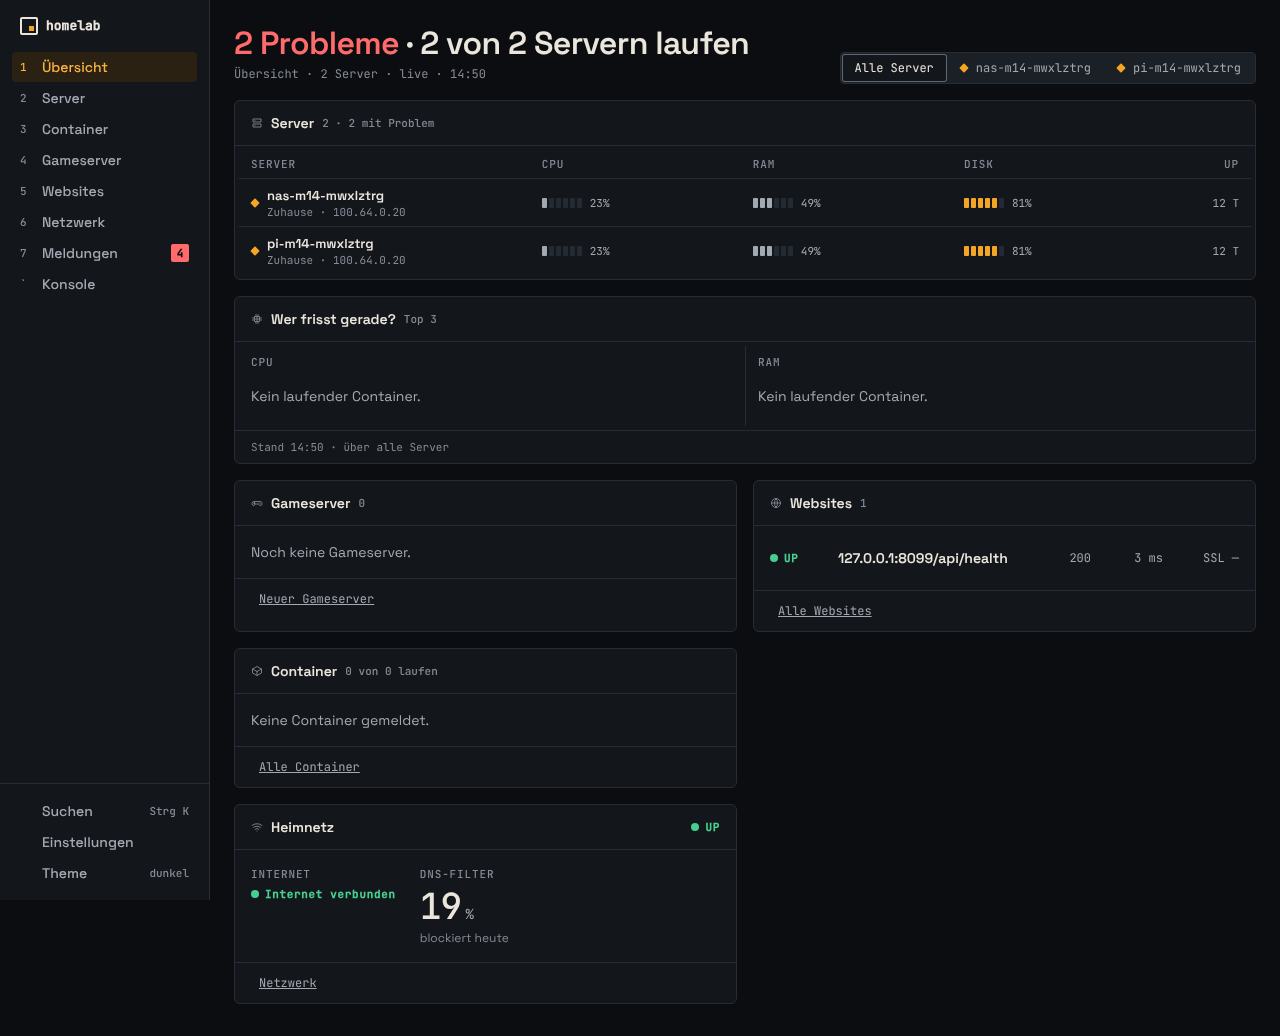 homelab
1 Übersicht
2 Server
3 Container
4 Gameserver
5 Websites
6 Netzwerk
7 Meldungen 4
` Konsole
Suchen Strg K
Einstellungen
Theme dunkel
2 Probleme · 2 von 2 Servern laufen
Übersicht · 2 Server · live · 14:50
Alle Server nas-m14-mwxlztrg pi-m14-mwxlztrg
Server 2 · 2 mit Problem
SERVER CPU RAM DISK UP
nas-m14-mwxlztrg 23% 49% 81% 12 T
Zuhause · 100.64.0.20
pi-m14-mwxlztrg 23% 49% 81% 12 T
Zuhause · 100.64.0.20
Wer frisst gerade? Top 3
CPU RAM
Kein laufender Container. Kein laufender Container.
Stand 14:50 · über alle Server
Gameserver 0
Noch keine Gameserver.
Neuer Gameserver
Websites 1
UP 127.0.0.1:8099/api/health 200 3 ms SSL —
Alle Websites
Container 0 von 0 laufen
Keine Container gemeldet.
Alle Container
Heimnetz UP
INTERNET DNS-FILTER
Internet verbunden 19 %
blockiert heute
Netzwerk